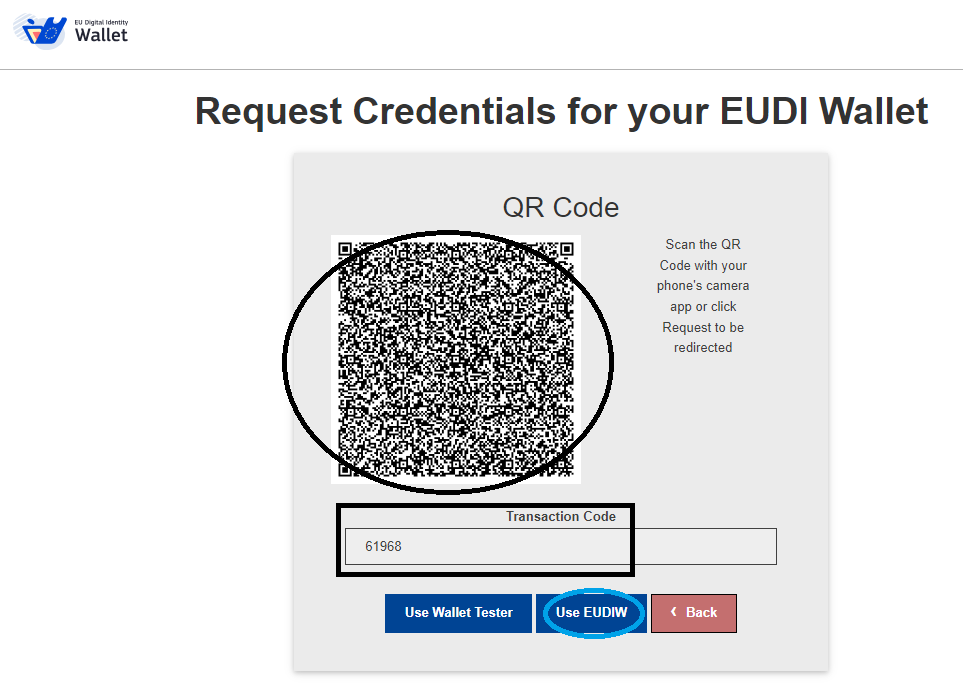 EU Digital Identity
Wallet
Request Credentials for your EUDI Wallet
QR Code
Scan the QR
Code with your
phone's camera
app or click
Request to be
redirected
Transaction Code
61968
Use Wallet Tester
Use EUDIW
‹ Back